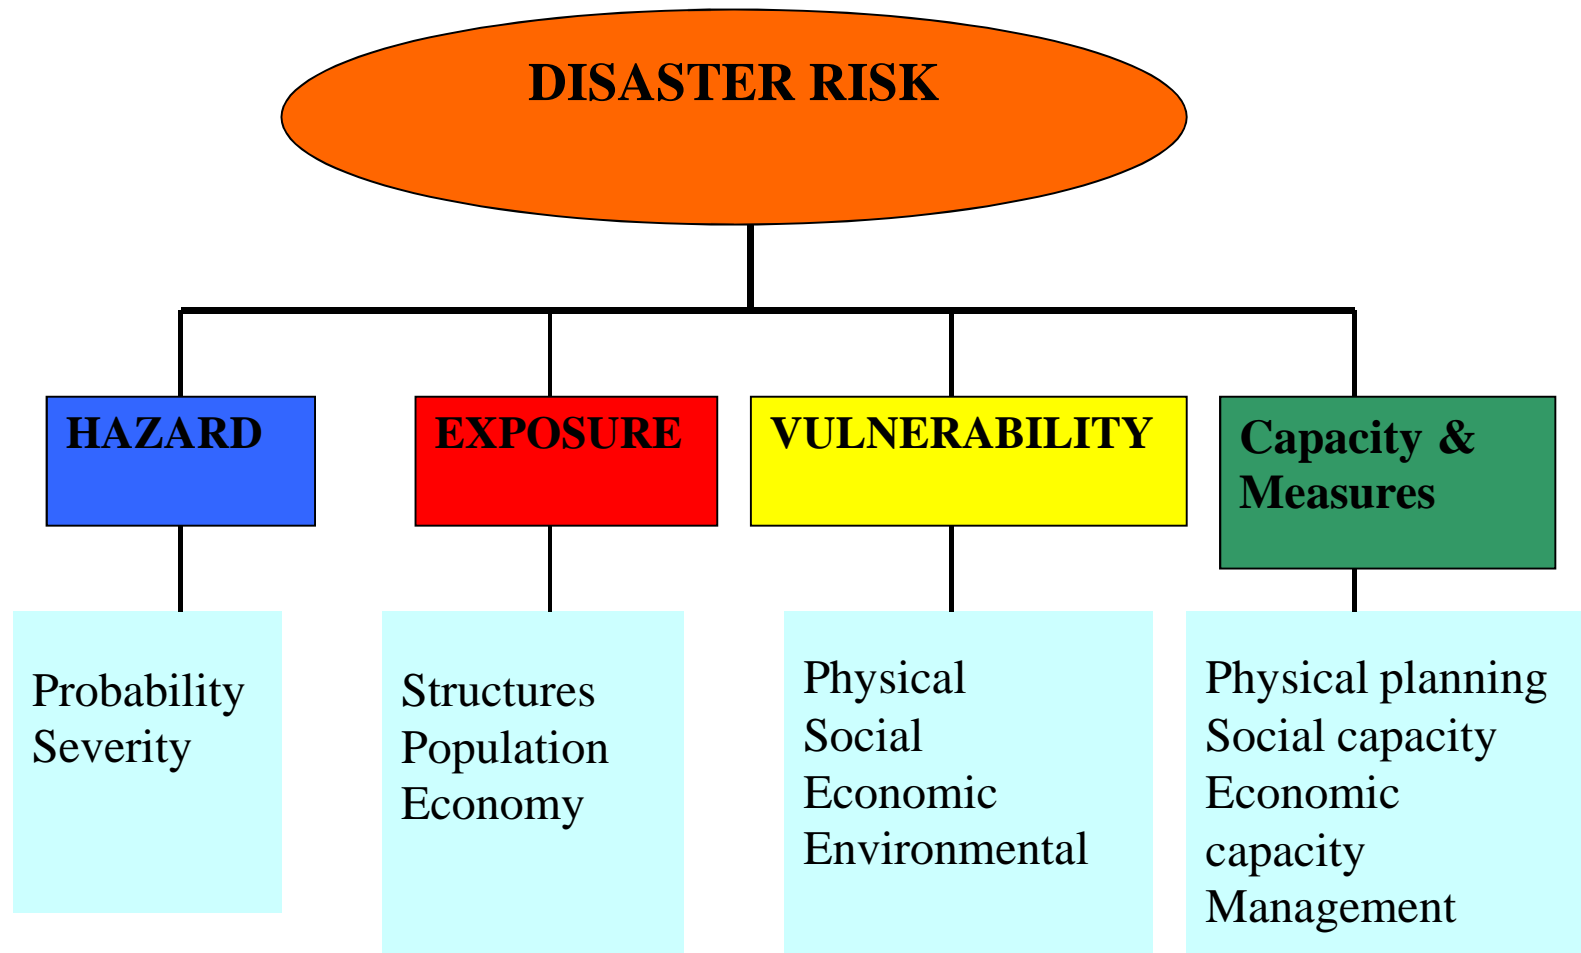 DISASTER RISK
HAZARD
EXPOSURE
VULNERABILITY
Capacity &
Measures
Probability
Severity
Structures
Population
Economy
Physical
Social
Economic
Environmental
Physical planning
Social capacity
Economic
capacity
Management